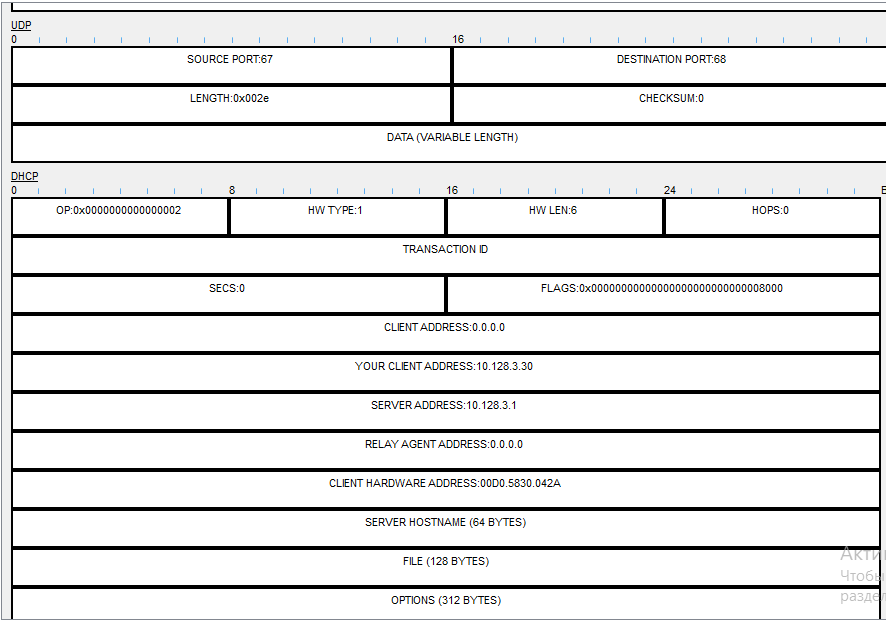 UDP
0 16
SOURCE PORT:67 DESTINATION PORT:68
LENGTH:0x002e CHECKSUM:0
DATA (VARIABLE LENGTH)
DHCP
0 8 16 24
OP:0x0000000000000002 HW TYPE:1 HW LEN:6 HOPS:0
TRANSACTION ID
SECS:0 FLAGS:0x00000000000000000000000000008000
CLIENT ADDRESS:0.0.0.0
YOUR CLIENT ADDRESS:10.128.3.30
SERVER ADDRESS:10.128.3.1
RELAY AGENT ADDRESS:0.0.0.0
CLIENT HARDWARE ADDRESS:00D0.5830.042A
SERVER HOSTNAME (64 BYTES)
FILE (128 BYTES)
Акти
Чтобы
OPTIONS (312 BYTES) раздел